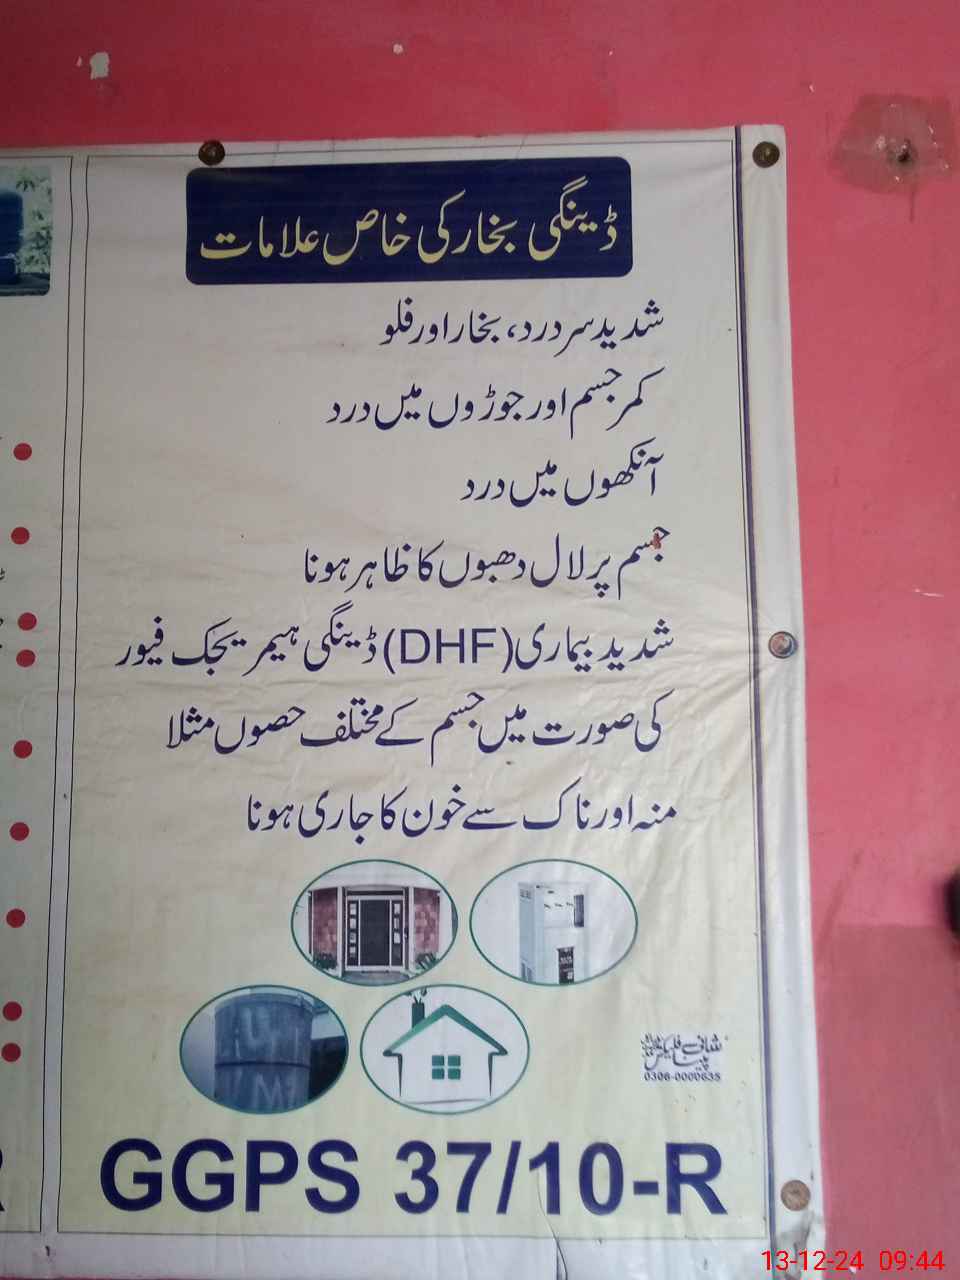 ڈینگی بخار کی خاص علامات
شدید سر درد، بخار اور فلو
کمر جسم اور جوڑوں میں درد
آنکھوں میں درد
جسم پر لال دھبوں کا ظاہر ہونا
شدید بیماری (DHF) ڈینگی ہیمریجک فیور
کی صورت میں جسم کے مختلف حصوں مثلا
منہ اور ناک سے خون کا جاری ہونا
0306-0000635
GGPS 37/10-R
13-12-24 09:44